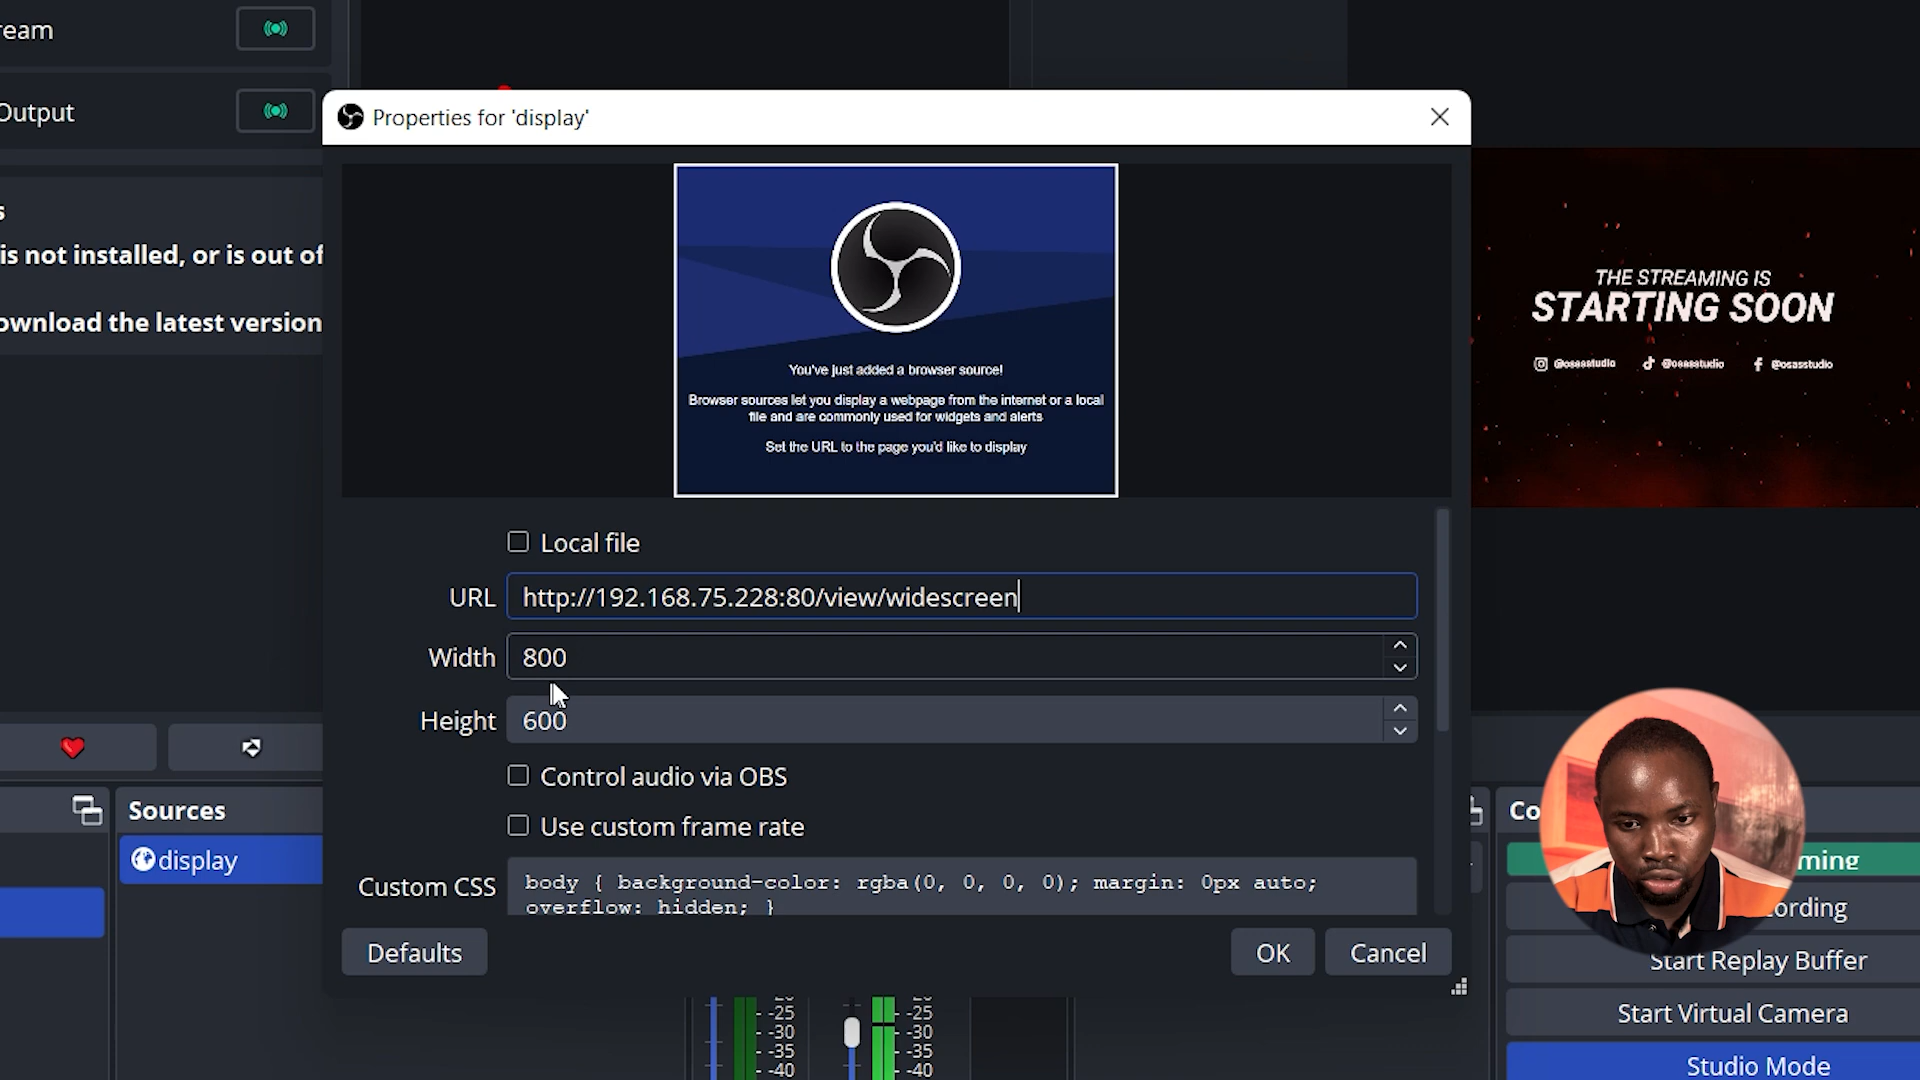 ream
Output
Properties for 'display'
s
is not installed, or is out of
ownload the latest version
You've just added a browser source!
Browser sources let you display a webpage from the internet or a local
file and are commonly used for widgets and alerts
Set the URL to the page you'd like to display
THE STREAMING IS
STARTING SOON
@osasstudio @osasstudio @osasstudio
Local file
URL http://192.168.75.228:80/view/widescreen
Width 800
Height 600
Control audio via OBS
Use custom frame rate
Custom CSS body { background-color: rgba(0, 0, 0, 0); margin: 0px auto;
overflow: hidden; }
Defaults OK Cancel
Sources
display
Co
ming
ording
Start Replay Buffer
Start Virtual Camera
Studio Mode
-25 -25
-30 -30
-35 -35
-40 -40